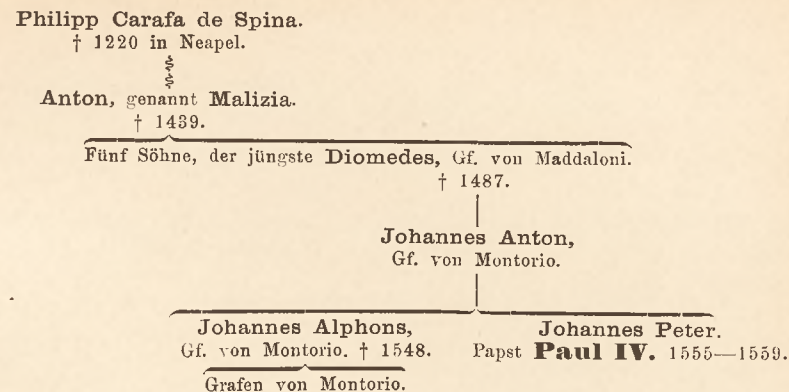 Philipp Carafa de Spina.
† 1220 in Neapel.
Anton, genannt Malizia.
† 1439.
Fünf Söhne, der jüngste Diomedes, Gf. von Maddaloni.
† 1487.
Johannes Anton,
Gf. von Montorio.
Johannes Alphons,
Gf. von Montorio. † 1548.
Grafen von Montorio.
Johannes Peter.
Papst Paul IV. 1555—1559.